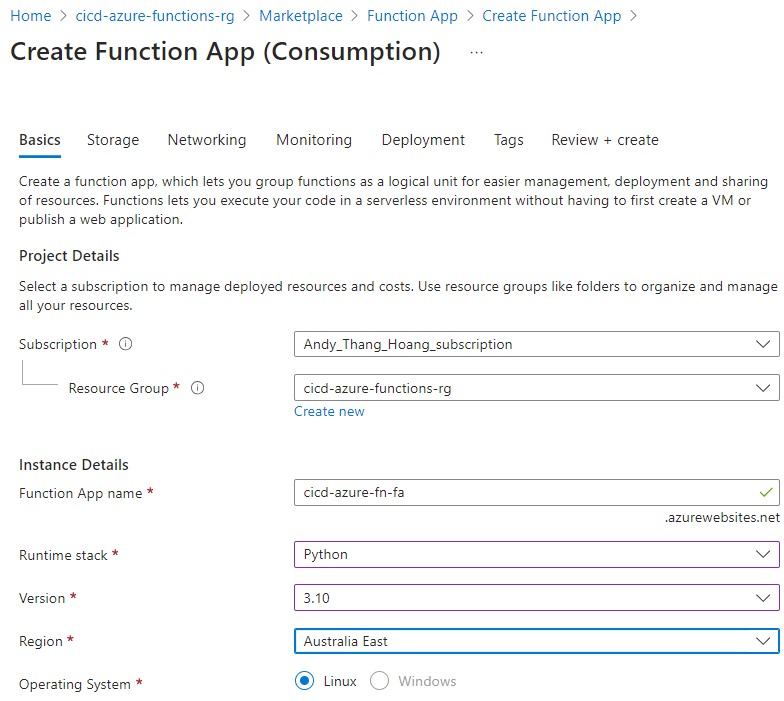 Home > cicd-azure-functions-rg > Marketplace > Function App > Create Function App >
Create Function App (Consumption) ...
Basics Storage Networking Monitoring Deployment Tags Review + create
Create a function app, which lets you group functions as a logical unit for easier management, deployment and sharing
of resources. Functions lets you execute your code in a serverless environment without having to first create a VM or
publish a web application.
Project Details
Select a subscription to manage deployed resources and costs. Use resource groups like folders to organize and manage
all your resources.
Subscription * Andy_Thang_Hoang_subscription
Resource Group * cicd-azure-functions-rg
Create new
Instance Details
Function App name * cicd-azure-fn-fa
.azurewebsites.net
Runtime stack * Python
Version * 3.10
Region * Australia East
Operating System * Linux Windows